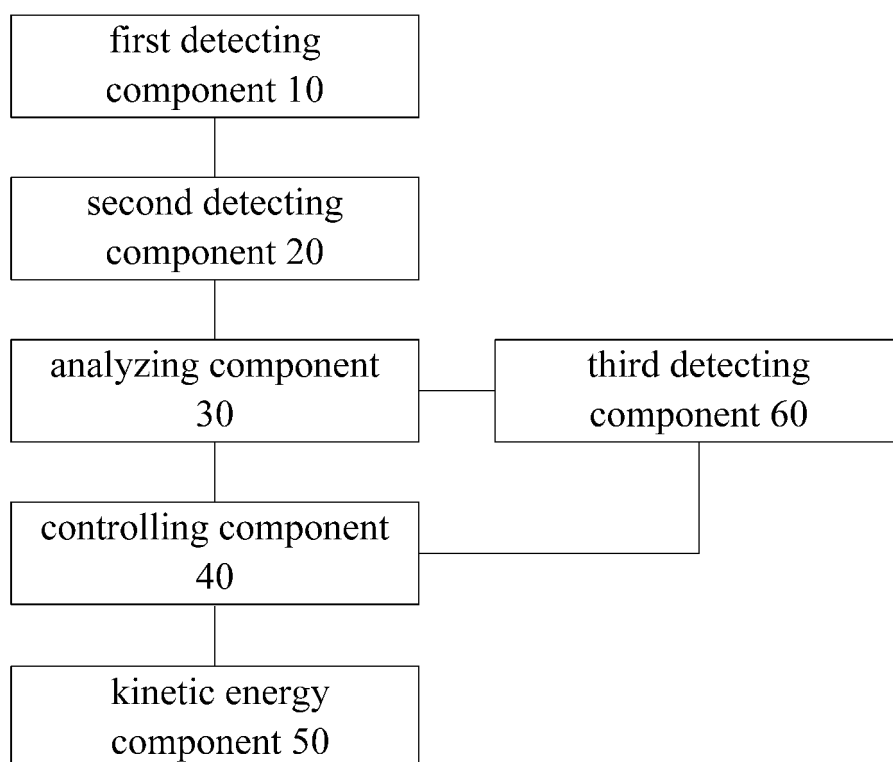 first detecting
component 10
second detecting
component 20
analyzing component
30
third detecting
component 60
controlling component
40
kinetic energy
component 50